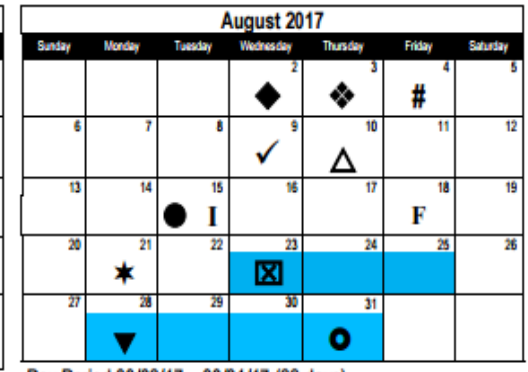 August 2017
Sunday Monday Tuesday Wednesday Thursday Friday Saturday
2 3 4 5
◆ ❖ #
6 7 8 9 10 11 12
✓ △
13 14 15 16 17 18 19
● I F
20 21 22 23 24 25 26
✶ ☒
27 28 29 30 31
▼ O